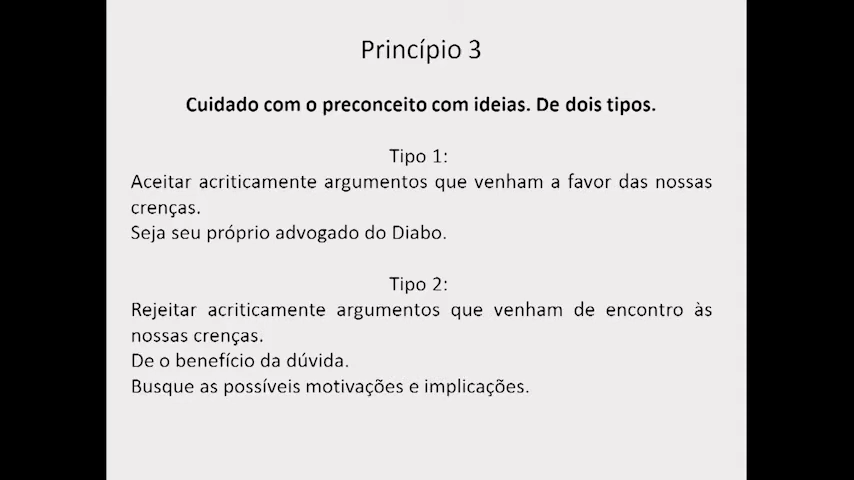 Princípio 3
Cuidado com o preconceito com ideias. De dois tipos.
Tipo 1:
Aceitar acriticamente argumentos que venham a favor das nossas
crenças.
Seja seu próprio advogado do Diabo.
Tipo 2:
Rejeitar acriticamente argumentos que venham de encontro às
nossas crenças.
De o benefício da dúvida.
Busque as possíveis motivações e implicações.